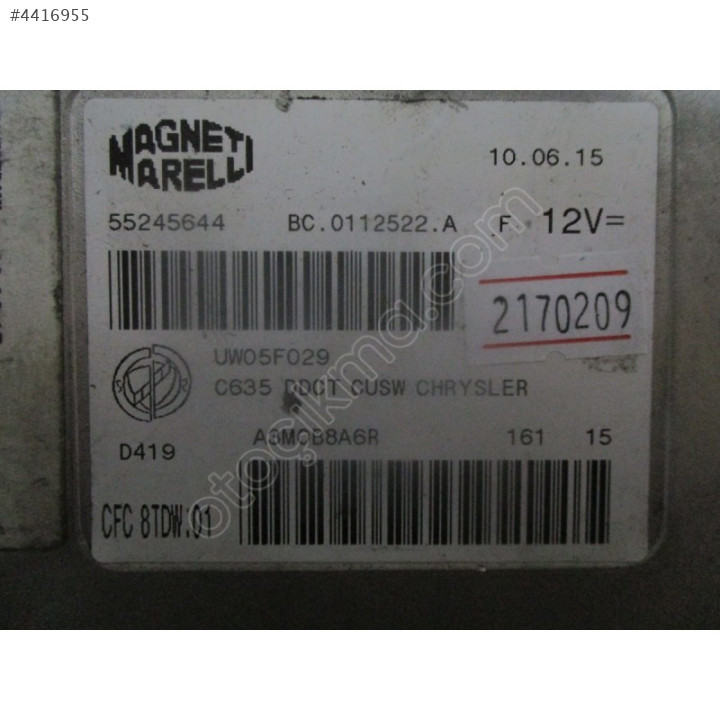 #4416955
MAGNETI
MARELLI
10.06.15
55245644 BC.0112522.A F 12V=
2170209
UW05F029
C635 DDCT CUSW CHRYSLER
D419 A3MCB8A6R 161 15
CFC 8TDW:01
otoçıkma.com